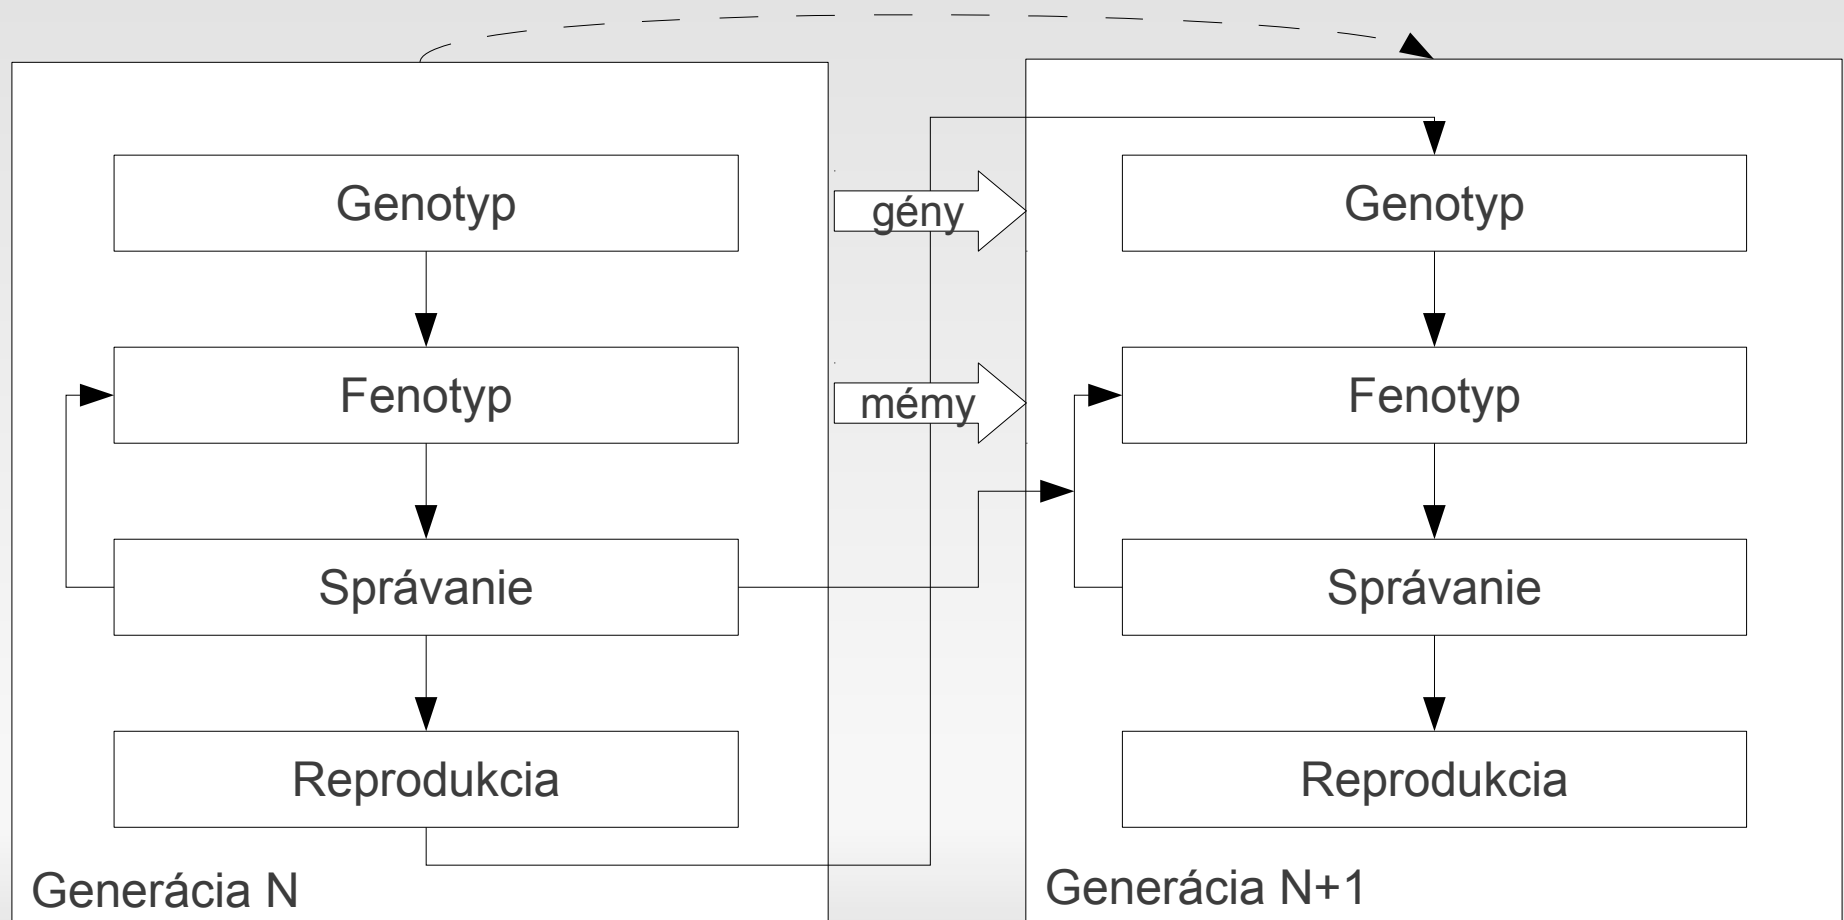 Genotyp
Fenotyp
Správanie
Reprodukcia
Generácia N
gény
mémy
Genotyp
Fenotyp
Správanie
Reprodukcia
Generácia N+1